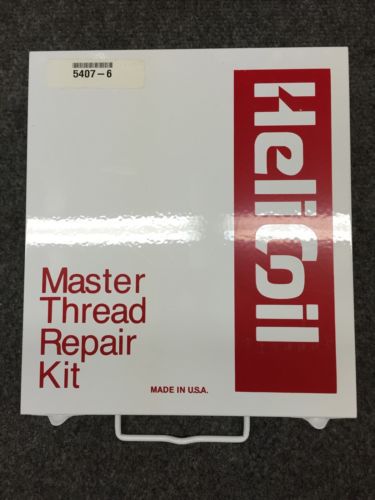 5407-6
HeliCoil
Master
Thread
Repair
Kit
MADE IN U.S.A.